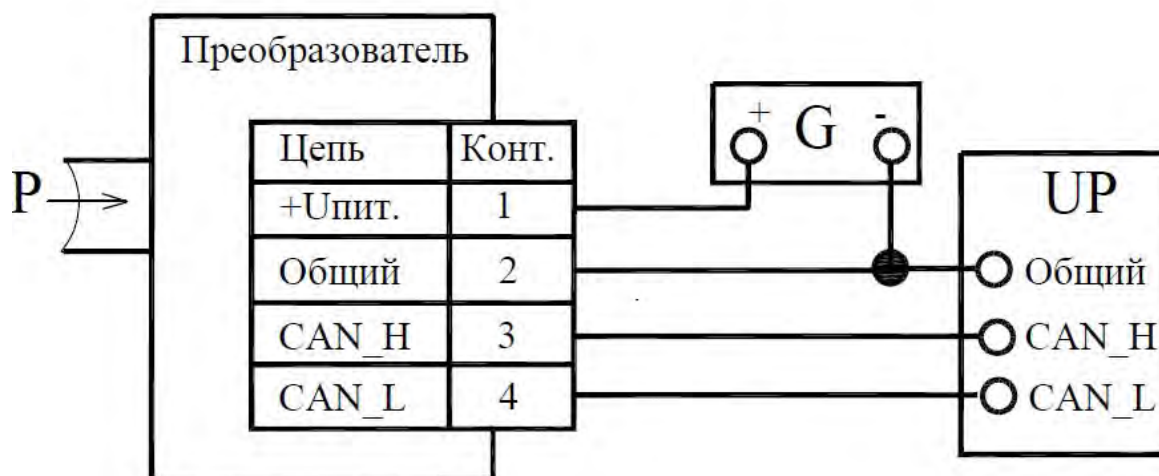 Преобразователь
P
Цепь Конт.
+Uпит. 1
Общий 2
CAN_H 3
CAN_L 4
+ G -
UP
Общий
CAN_H
CAN_L